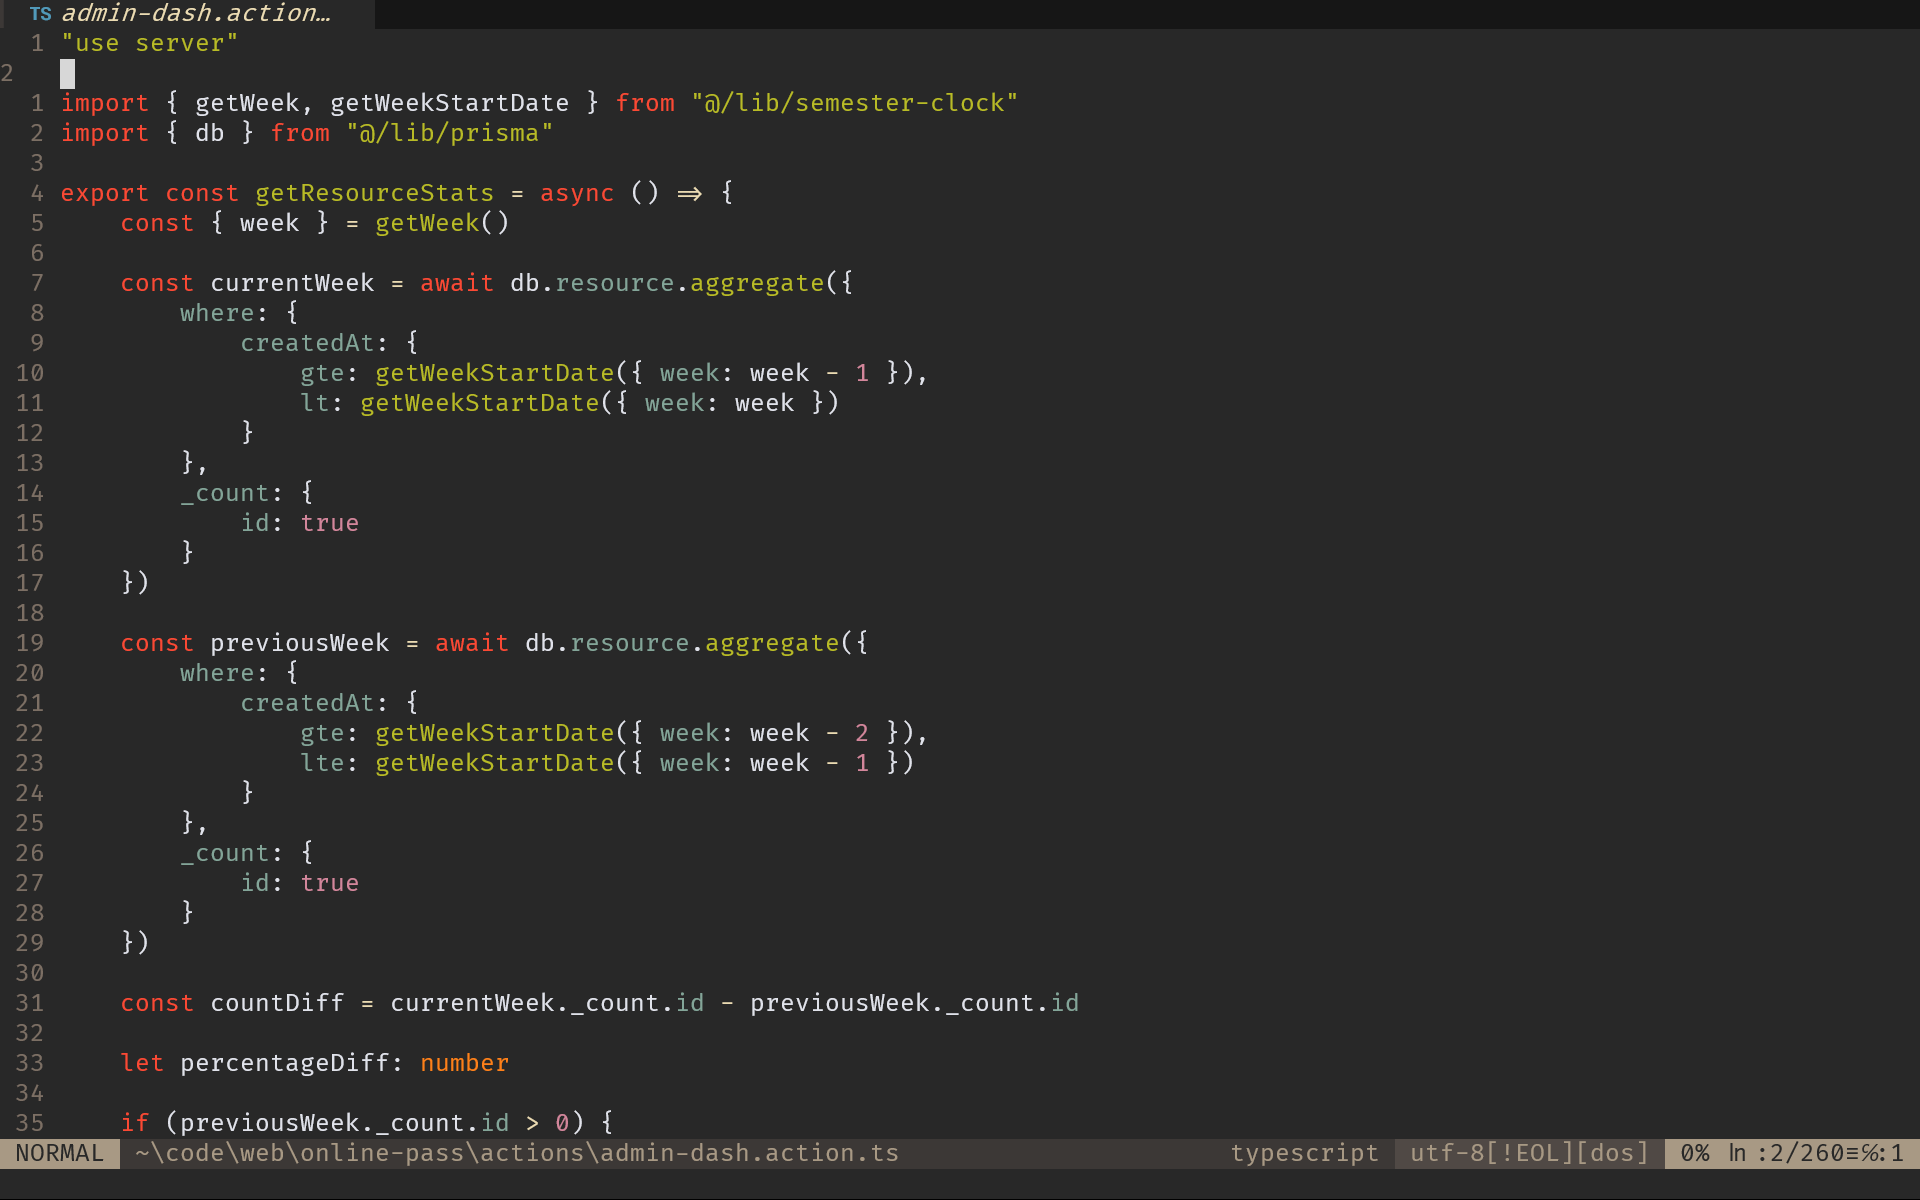 TS admin-dash.action…
1 "use server"
2
1 import { getWeek, getWeekStartDate } from "@/lib/semester-clock"
2 import { db } from "@/lib/prisma"
3
4 export const getResourceStats = async () => {
5     const { week } = getWeek()
6
7     const currentWeek = await db.resource.aggregate({
8         where: {
9             createdAt: {
10                 gte: getWeekStartDate({ week: week - 1 }),
11                 lt: getWeekStartDate({ week: week })
12             }
13         },
14         _count: {
15             id: true
16         }
17     })
18
19     const previousWeek = await db.resource.aggregate({
20         where: {
21             createdAt: {
22                 gte: getWeekStartDate({ week: week - 2 }),
23                 lte: getWeekStartDate({ week: week - 1 })
24             }
25         },
26         _count: {
27             id: true
28         }
29     })
30
31     const countDiff = currentWeek._count.id - previousWeek._count.id
32
33     let percentageDiff: number
34
35     if (previousWeek._count.id > 0) {
NORMAL ~\code\web\online-pass\actions\admin-dash.action.ts typescript utf-8[!EOL][dos] 0% ln :2/260≡℅:1